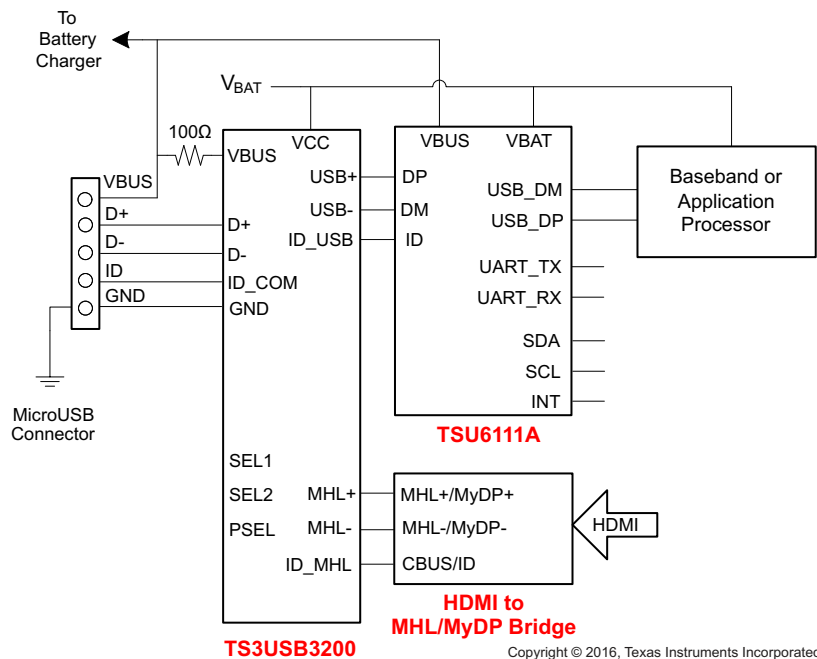 To
Battery
Charger
VBAT
100Ω
VBUS
VCC
VBUS
VBAT
VBUS
D+
D-
ID
GND
D+
D-
ID_COM
GND
USB+
USB-
ID_USB
DP
DM
ID
USB_DM
USB_DP
UART_TX
UART_RX
SDA
SCL
INT
Baseband or
Application
Processor
MicroUSB
Connector
TSU6111A
SEL1
SEL2
PSEL
MHL+
MHL-
ID_MHL
MHL+/MyDP+
MHL-/MyDP-
CBUS/ID
HDMI
HDMI to
MHL/MyDP Bridge
TS3USB3200
Copyright © 2016, Texas Instruments Incorporated